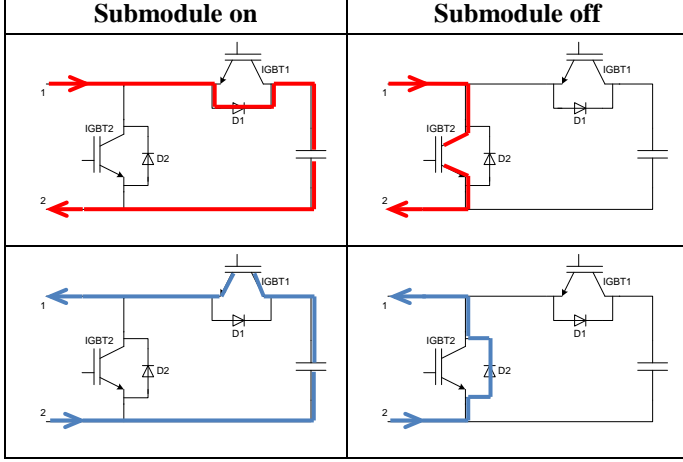 Submodule on
Submodule off
IGBT1
1
D1
IGBT2
D2
2
IGBT1
1
D1
IGBT2
D2
2
IGBT1
1
D1
IGBT2
D2
2
IGBT1
1
D1
IGBT2
D2
2